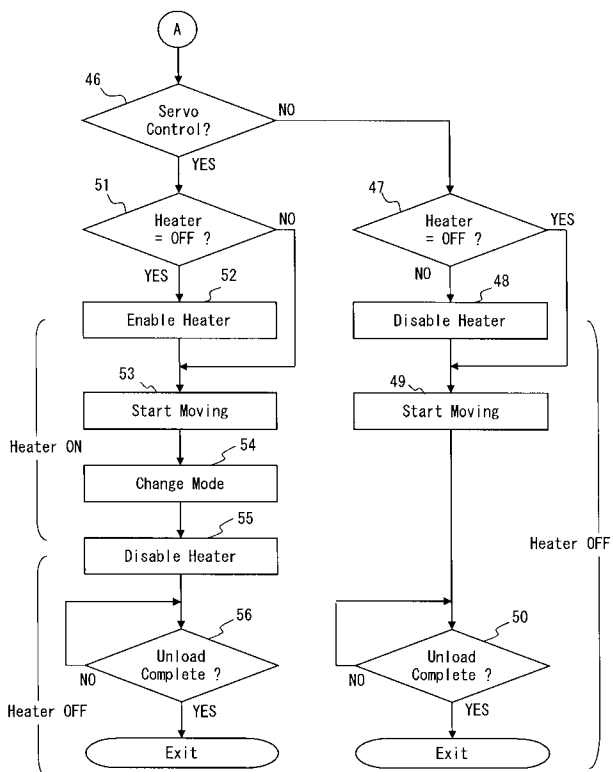 A
46
Servo
Control?
NO
YES
51
Heater
= OFF ?
NO
YES
47
Heater
= OFF ?
YES
NO
52
Enable Heater
48
Disable Heater
53
Start Moving
49
Start Moving
Heater ON
54
Change Mode
55
Disable Heater
Heater OFF
56
Unload
Complete ?
NO
YES
50
Unload
Complete ?
NO
YES
Heater OFF
Exit
Exit